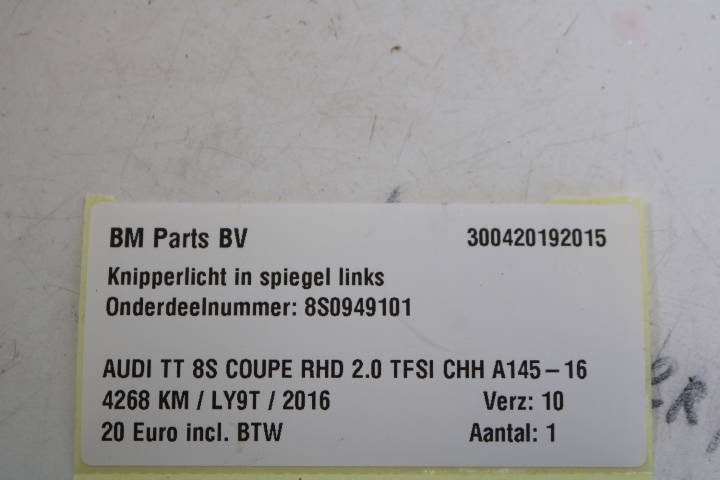 BM Parts BV 300420192015
Knipperlicht in spiegel links
Onderdeelnummer: 8S0949101
AUDI TT 8S COUPE RHD 2.0 TFSI CHH A145-16
4268 KM / LY9T / 2016 Verz: 10
20 Euro incl. BTW Aantal: 1